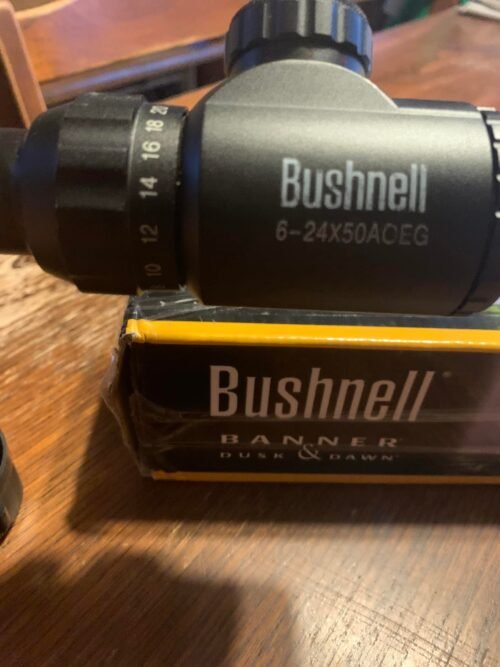 20
18
16
14
12
10
Bushnell
6-24X50AOEG
Bushnell
BANNER
DUSK & DAWN